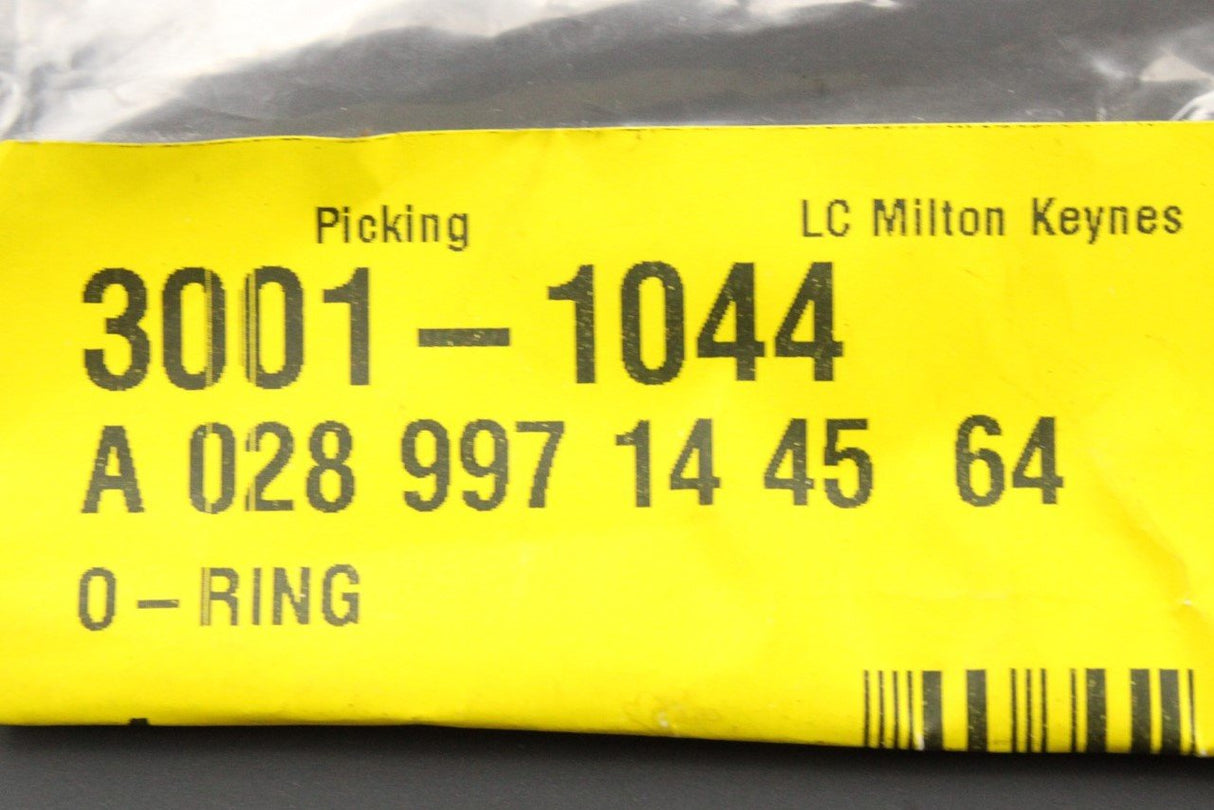 Picking LC Milton Keynes
3001-1044
A 028 997 14 45 64
O-RING